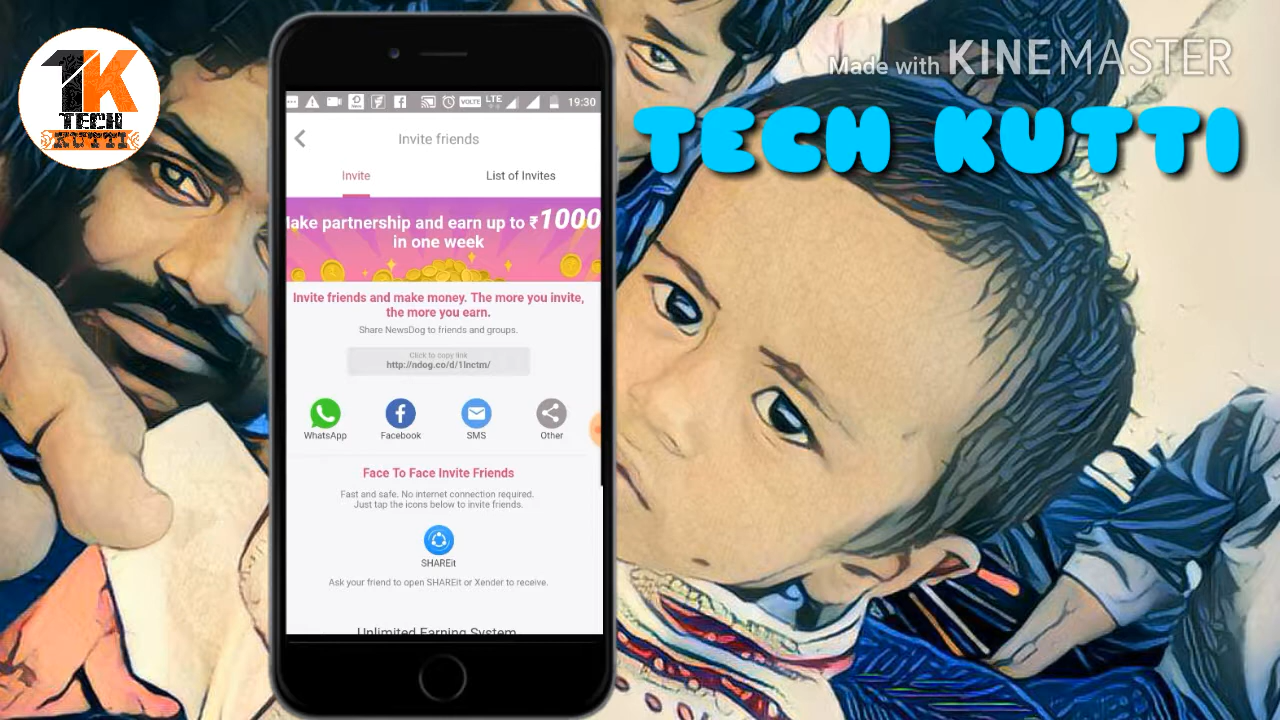 TK
TECH
KUTTI
Made with KINEMASTER
TECH KUTTI
VOLTE LTE 19:30
Invite friends
Invite List of Invites
lake partnership and earn up to ₹1000
in one week
Invite friends and make money. The more you invite,
the more you earn.
Share NewsDog to friends and groups.
Click to copy link
http://ndog.co/d/1lnctm/
WhatsApp Facebook SMS Other
Face To Face Invite Friends
Fast and safe. No internet connection required.
Just tap the icons below to invite friends.
SHAREit
Ask your friend to open SHAREit or Xender to receive.
Unlimited Earning System